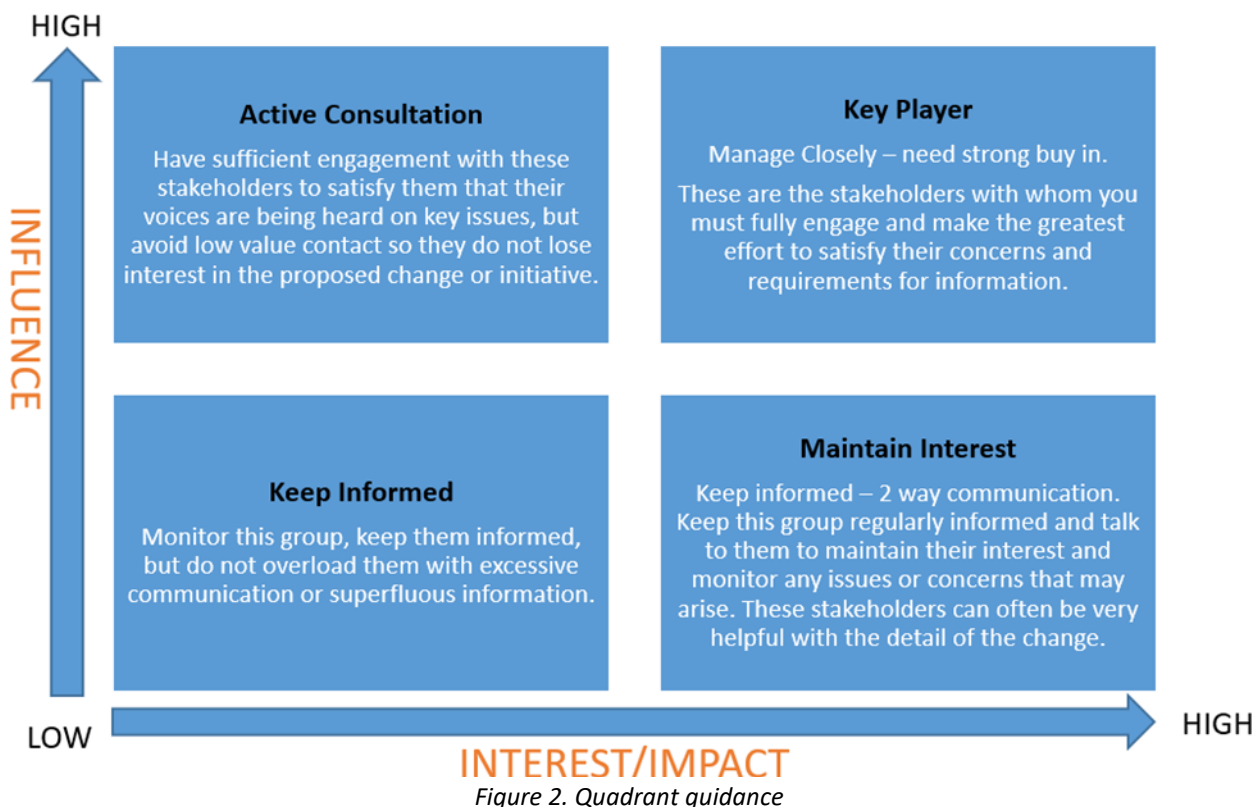 HIGH
Active Consultation
Have sufficient engagement with these
stakeholders to satisfy them that their
voices are being heard on key issues, but
avoid low value contact so they do not lose
interest in the proposed change or initiative.
Key Player
Manage Closely – need strong buy in.
These are the stakeholders with whom you
must fully engage and make the greatest
effort to satisfy their concerns and
requirements for information.
INFLUENCE
Keep Informed
Monitor this group, keep them informed,
but do not overload them with excessive
communication or superfluous information.
Maintain Interest
Keep informed – 2 way communication.
Keep this group regularly informed and talk
to them to maintain their interest and
monitor any issues or concerns that may
arise. These stakeholders can often be very
helpful with the detail of the change.
LOW
HIGH
INTEREST/IMPACT
Figure 2. Quadrant guidance